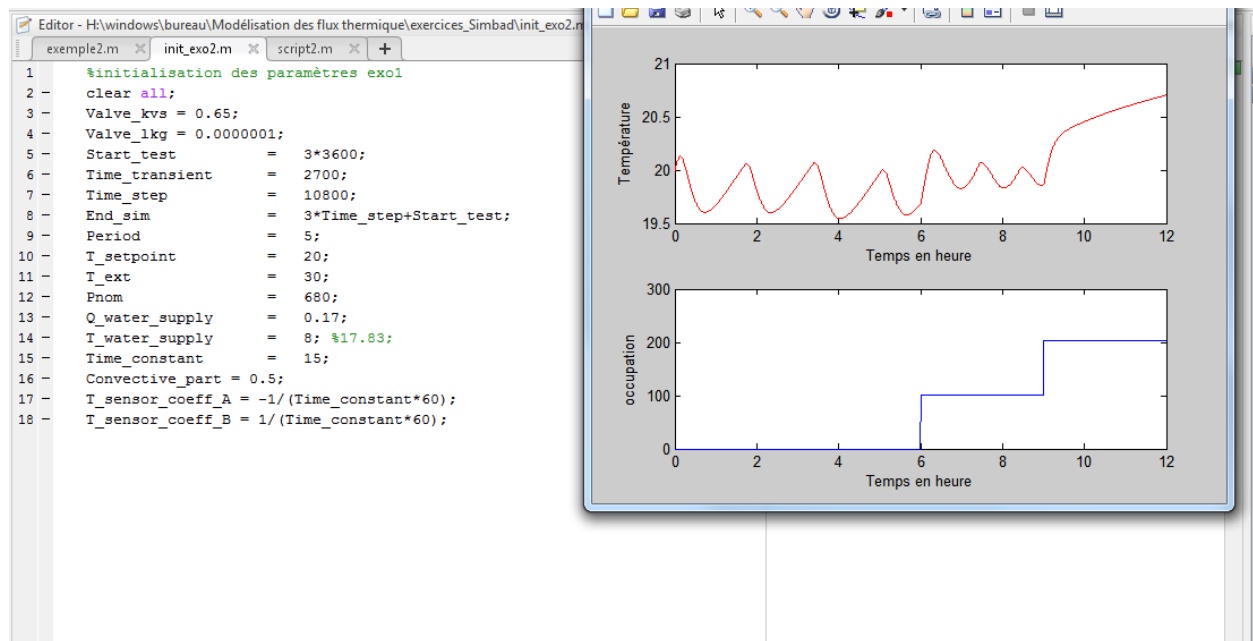 Editor - H:\windows\bureau\Modélisation des flux thermique\exercices_Simbad\init_exo2.m
exemple2.m init_exo2.m script2.m
1 %initialisation des paramètres exo1
2 – clear all;
3 – Valve_kvs = 0.65;
4 – Valve_lkg = 0.0000001;
5 – Start_test = 3*3600;
6 – Time_transient = 2700;
7 – Time_step = 10800;
8 – End_sim = 3*Time_step+Start_test;
9 – Period = 5;
10 – T_setpoint = 20;
11 – T_ext = 30;
12 – Pnom = 680;
13 – Q_water_supply = 0.17;
14 – T_water_supply = 8; %17.83;
15 – Time_constant = 15;
16 – Convective_part = 0.5;
17 – T_sensor_coeff_A = -1/(Time_constant*60);
18 – T_sensor_coeff_B = 1/(Time_constant*60);
21
20.5
20
19.5
Température
0 2 4 6 8 10 12
Temps en heure
300
200
100
0
occupation
0 2 4 6 8 10 12
Temps en heure